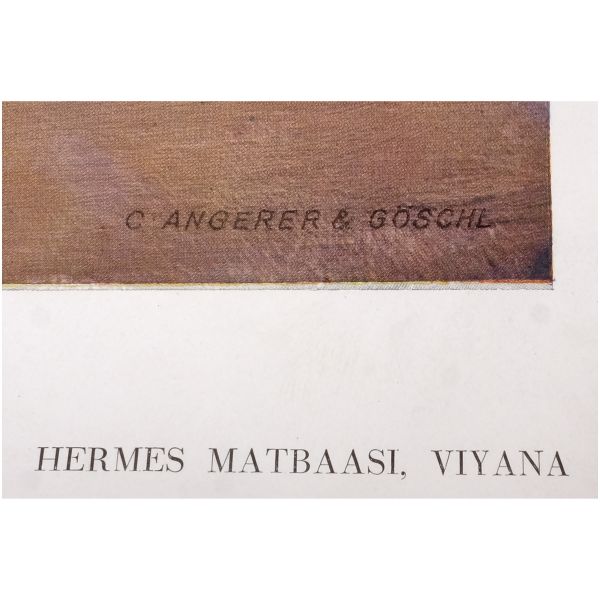 C ANGERER & GÖSCHL
HERMES MATBAASI, VIYANA